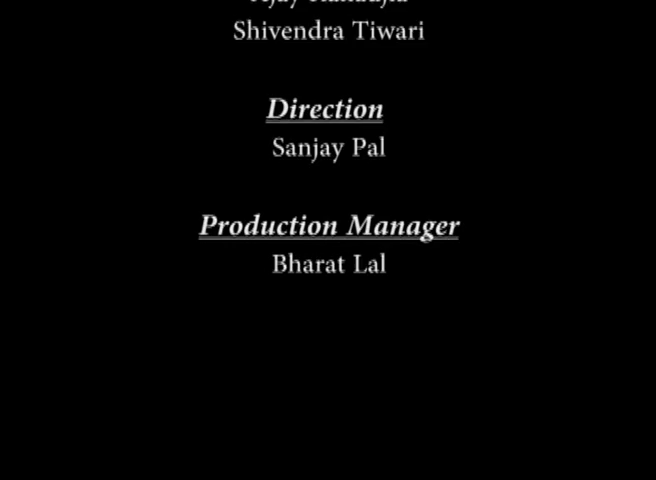 Shivendra Tiwari
Direction
Sanjay Pal
Production Manager
Bharat Lal